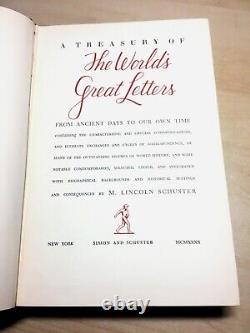 A TREASURY OF
The World's
Great Letters
FROM ANCIENT DAYS TO OUR OWN TIME
CONTAINING THE CHARACTERISTIC AND CRUCIAL COMMUNICATIONS,
AND INTIMATE EXCHANGES AND CYCLES OF CORRESPONDENCE, OF
MANY OF THE OUTSTANDING FIGURES OF WORLD HISTORY, AND SOME
NOTABLE CONTEMPORARIES, SELECTED, EDITED, AND INTEGRATED
WITH BIOGRAPHICAL BACKGROUNDS AND HISTORICAL SETTINGS
AND CONSEQUENCES BY M. LINCOLN SCHUSTER
NEW YORK SIMON AND SCHUSTER